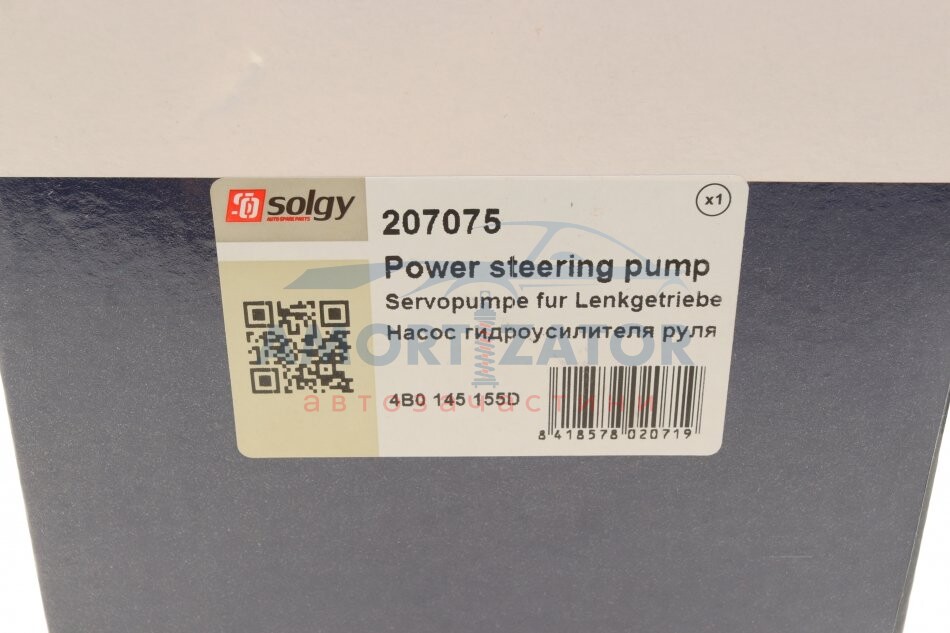 solgy
AUTO SPARE PARTS
207075
x1
Power steering pump
Servopumpe fur Lenkgetriebe
Насос гидроусилителя руля
AMORTIZATOR
4B0 145 155D
автозапчастини
8 418578 020719